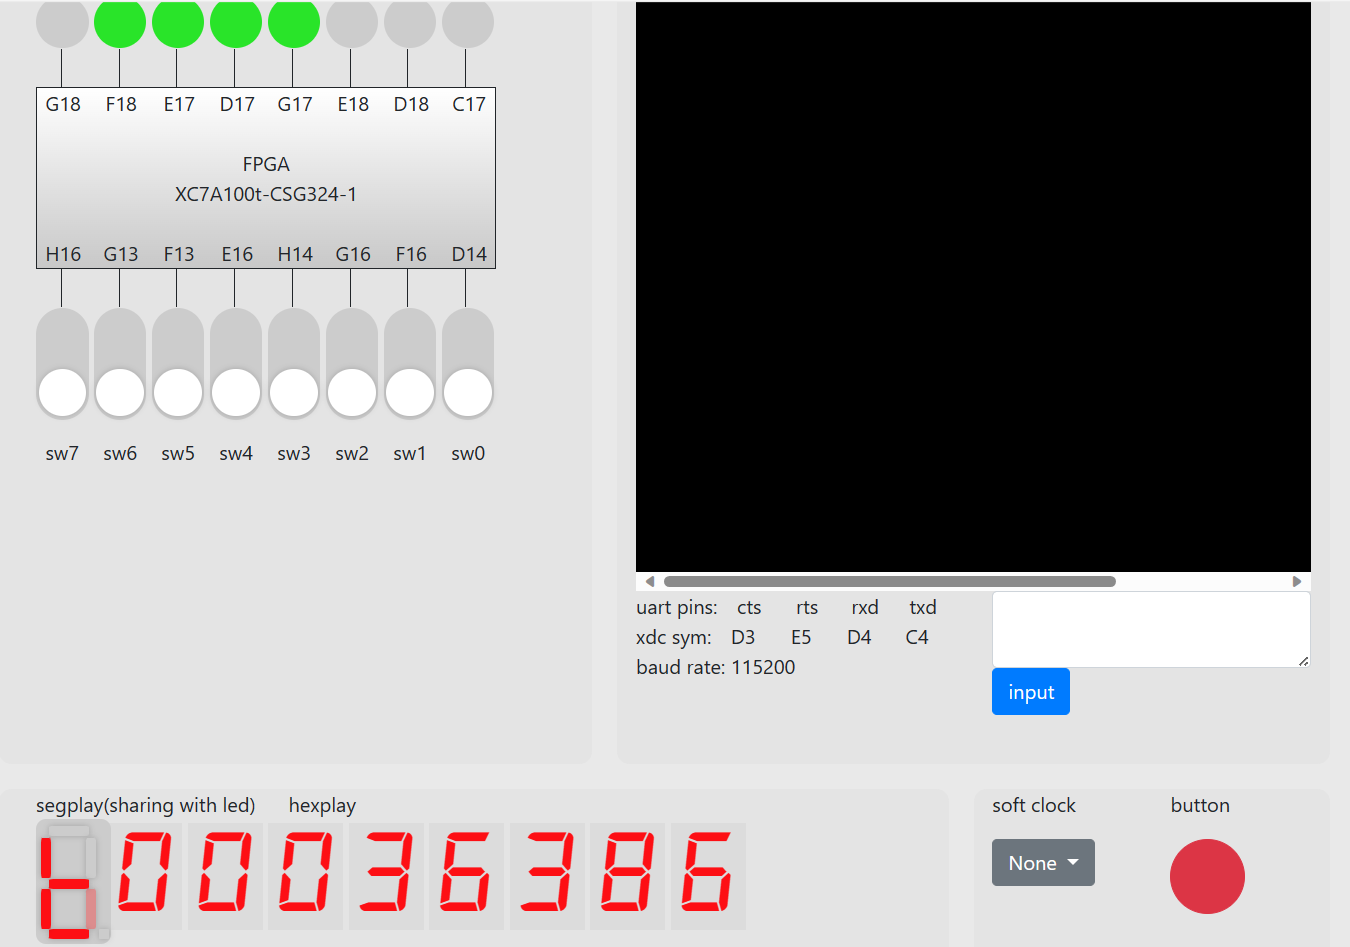 G18 F18 E17 D17 G17 E18 D18 C17
FPGA
XC7A100t-CSG324-1
H16 G13 F13 E16 H14 G16 F16 D14
sw7 sw6 sw5 sw4 sw3 sw2 sw1 sw0
uart pins: cts rts rxd txd
xdc sym: D3 E5 D4 C4
baud rate: 115200
input
segplay(sharing with led) hexplay
00036386
soft clock button
None